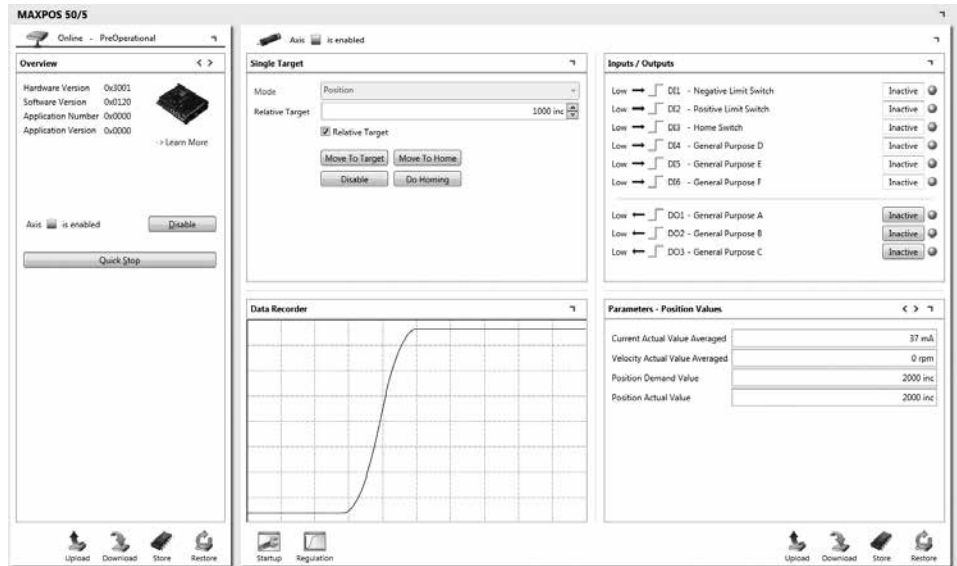 MAXPOS 50/5
Online - PreOperational
Overview
Hardware Version 0x3001
Software Version 0x0120
Application Number 0x0000
Application Version 0x0000
-> Learn More
Axis is enabled
Disable
Quick Stop
Upload Download Store Restore
Axis is enabled
Single Target
Mode Position
Relative Target 1000 inc
Relative Target
Move To Target Move To Home
Disable Do Homing
Inputs / Outputs
Low DI1 - Negative Limit Switch Inactive
Low DI2 - Positive Limit Switch Inactive
Low DI3 - Home Switch Inactive
Low DI4 - General Purpose D Inactive
Low DI5 - General Purpose E Inactive
Low DI6 - General Purpose F Inactive
Low DO1 - General Purpose A Inactive
Low DO2 - General Purpose B Inactive
Low DO3 - General Purpose C Inactive
Data Recorder
Parameters - Position Values
Current Actual Value Averaged 37 mA
Velocity Actual Value Averaged 0 rpm
Position Demand Value 2000 inc
Position Actual Value 2000 inc
Startup Regulation
Upload Download Store Restore